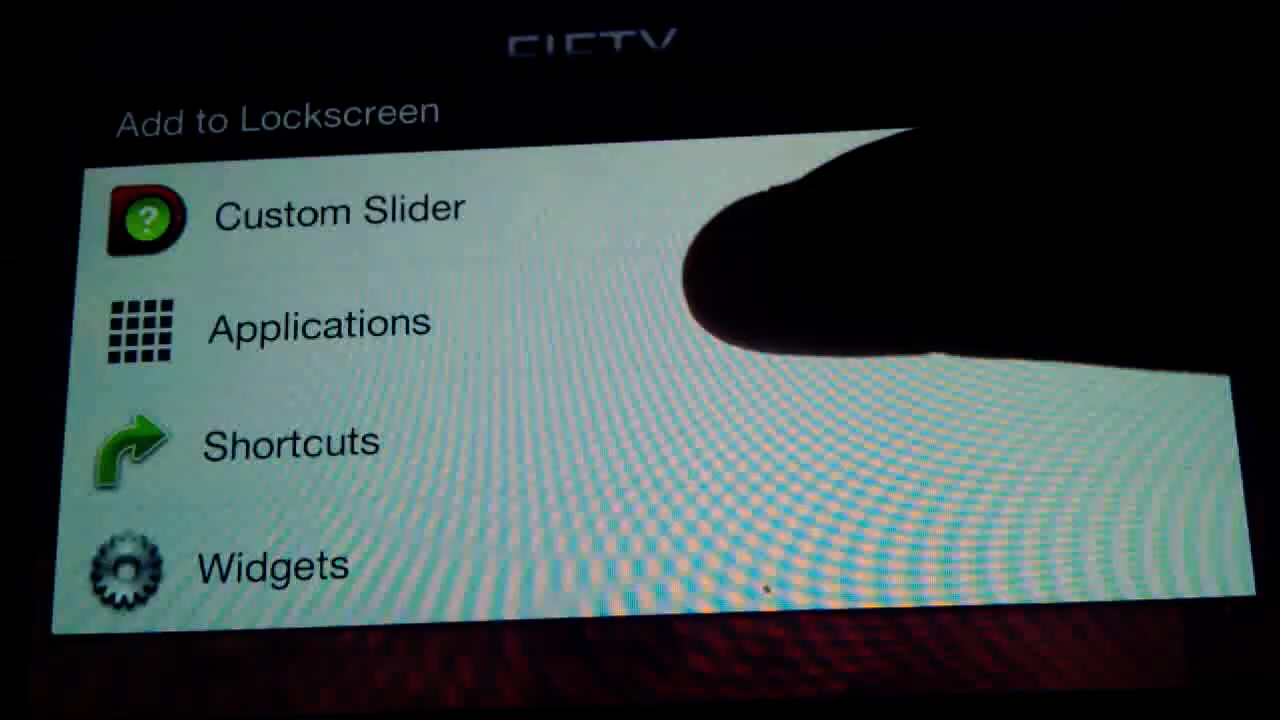 Add to Lockscreen
?
Custom Slider
Applications
Shortcuts
Widgets